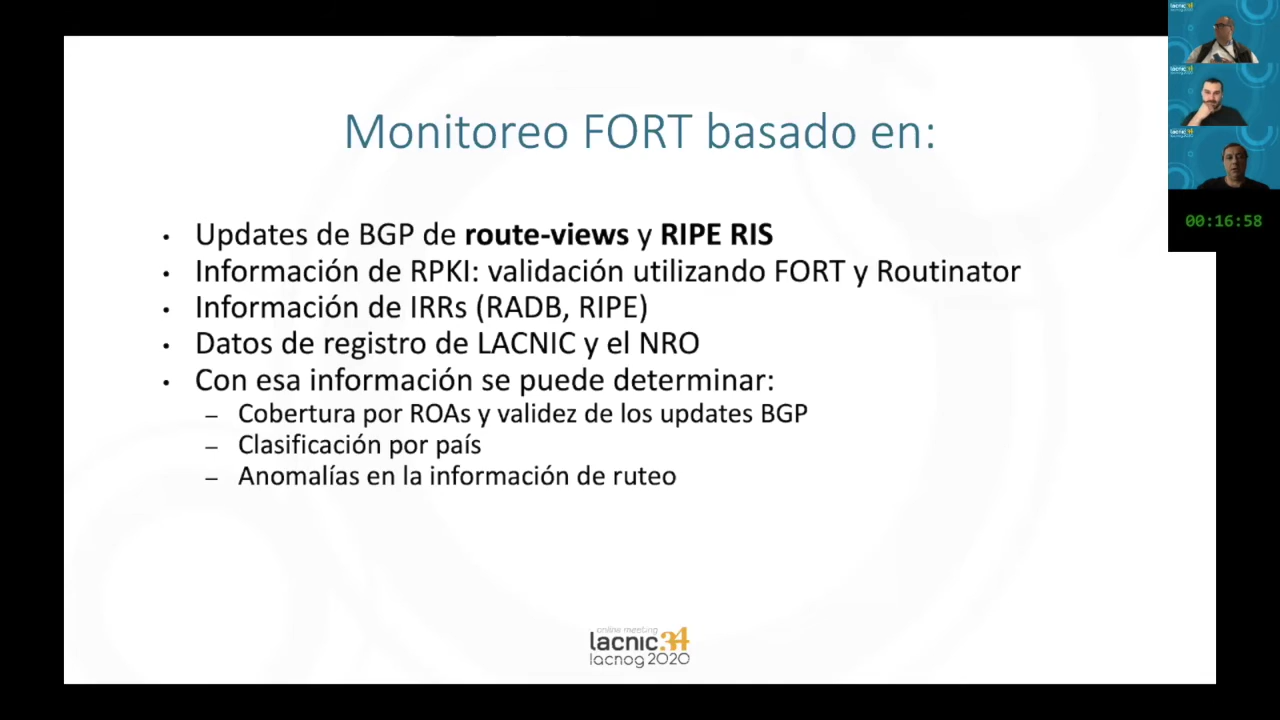 Monitoreo FORT basado en:
• Updates de BGP de route-views y RIPE RIS
• Información de RPKI: validación utilizando FORT y Routinator
• Información de IRRs (RADB, RIPE)
• Datos de registro de LACNIC y el NRO
• Con esa información se puede determinar:
– Cobertura por ROAs y validez de los updates BGP
– Clasificación por país
– Anomalías en la información de ruteo
online meeting
lacnic34
lacnog2020
00:16:58